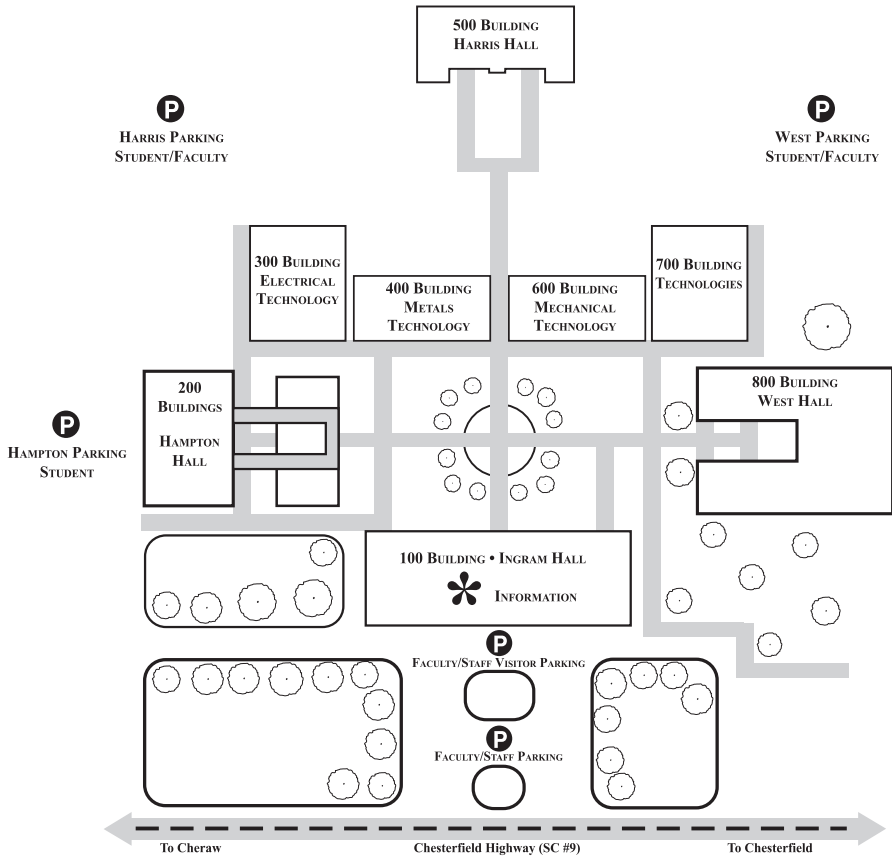 500 Building
Harris Hall
P
Harris Parking
Student/Faculty
P
West Parking
Student/Faculty
300 Building
Electrical
Technology
400 Building
Metals
Technology
600 Building
Mechanical
Technology
700 Building
Technologies
200
Buildings
Hampton
Hall
800 Building
West Hall
P
Hampton Parking
Student
100 Building • Ingram Hall
* Information
P
Faculty/Staff Visitor Parking
P
Faculty/Staff Parking
To Cheraw
Chesterfield Highway (SC #9)
To Chesterfield